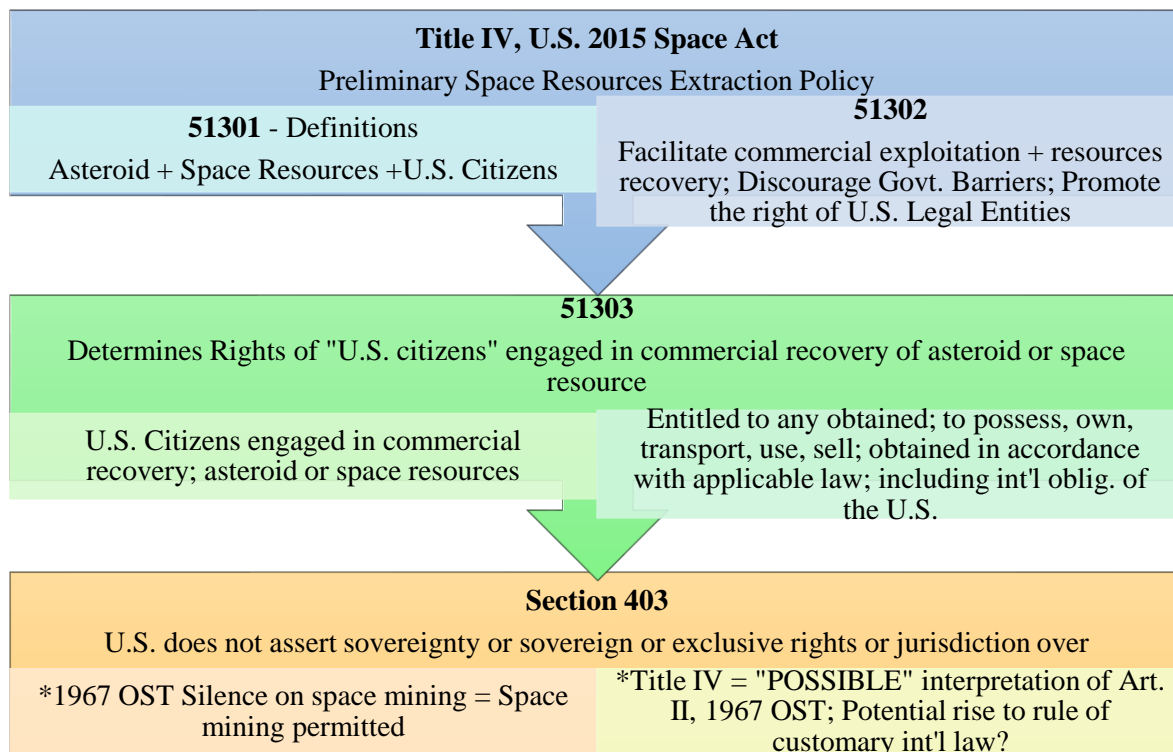 Title IV, U.S. 2015 Space Act
Preliminary Space Resources Extraction Policy
51301 - Definitions
Asteroid + Space Resources +U.S. Citizens
51302
Facilitate commercial exploitation + resources
recovery; Discourage Govt. Barriers; Promote
the right of U.S. Legal Entities
51303
Determines Rights of "U.S. citizens" engaged in commercial recovery of asteroid or space
resource
U.S. Citizens engaged in commercial
recovery; asteroid or space resources
Entitled to any obtained; to possess, own,
transport, use, sell; obtained in accordance
with applicable law; including int'l oblig. of
the U.S.
Section 403
U.S. does not assert sovereignty or sovereign or exclusive rights or jurisdiction over
*1967 OST Silence on space mining = Space
mining permitted
*Title IV = "POSSIBLE" interpretation of Art.
II, 1967 OST; Potential rise to rule of
customary int'l law?